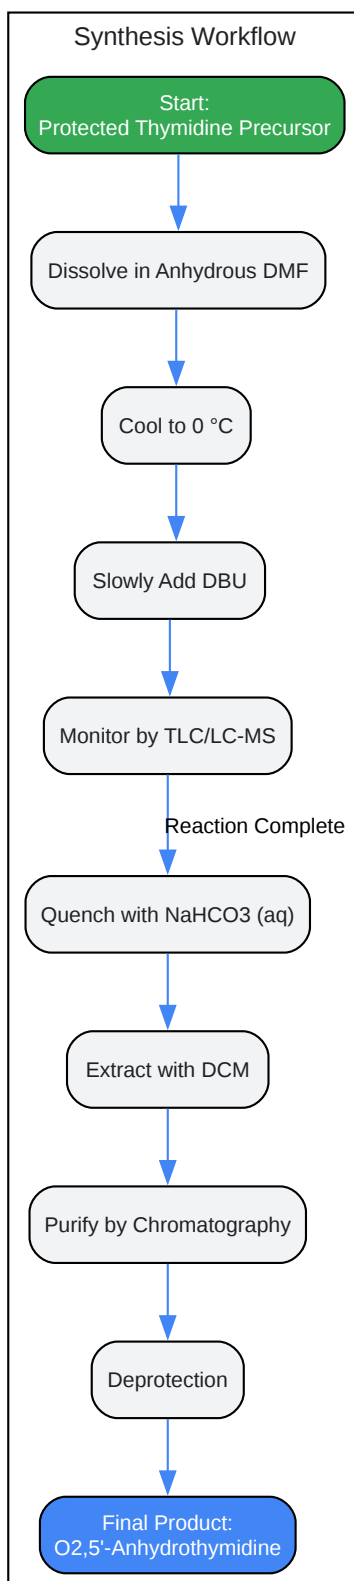 Synthesis Workflow
Start:
Protected Thymidine Precursor
Dissolve in Anhydrous DMF
Cool to 0 °C
Slowly Add DBU
Monitor by TLC/LC-MS
Reaction Complete
Quench with NaHCO3 (aq)
Extract with DCM
Purify by Chromatography
Deprotection
Final Product:
O2,5'-Anhydrothymidine